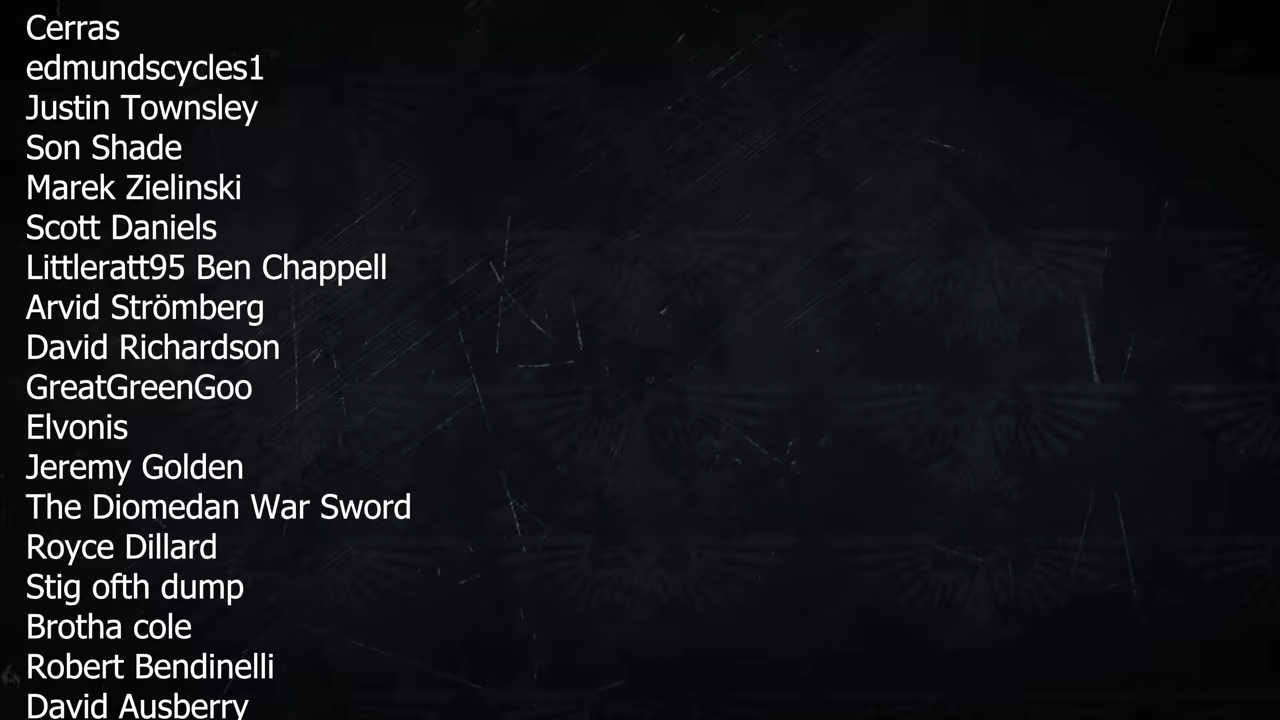 Cerras
edmundscycles1
Justin Townsley
Son Shade
Marek Zielinski
Scott Daniels
Littleratt95 Ben Chappell
Arvid Strömberg
David Richardson
GreatGreenGoo
Elvonis
Jeremy Golden
The Diomedan War Sword
Royce Dillard
Stig ofth dump
Brotha cole
Robert Bendinelli
David Ausberry